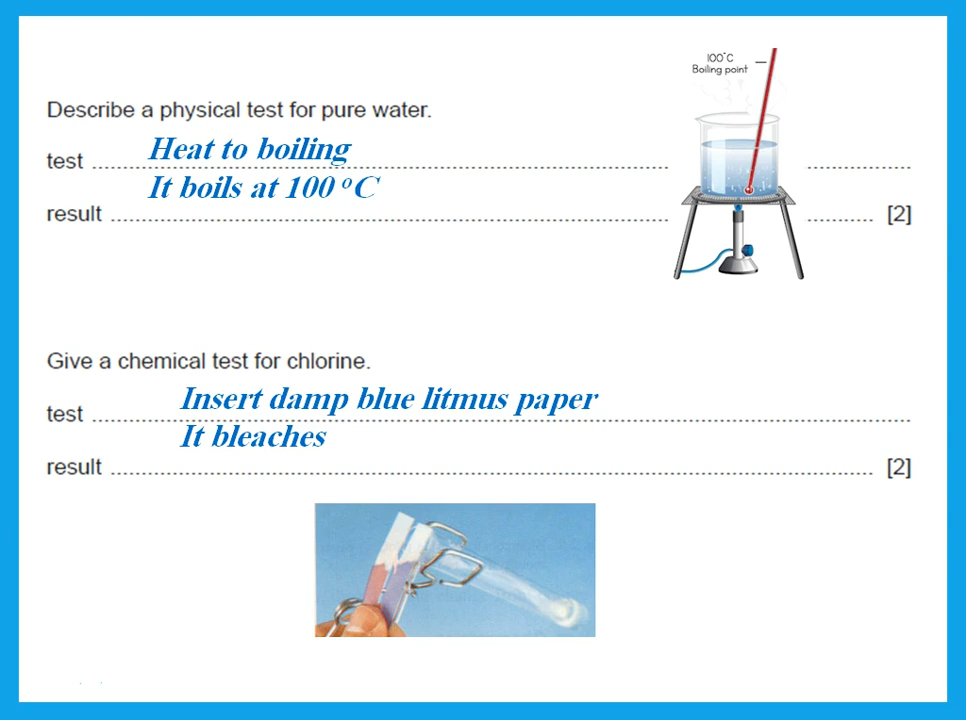 100°C
Boiling point
Describe a physical test for pure water.
Heat to boiling
test ................................................................
It boils at 100 °C
result ................................................................ [2]
Give a chemical test for chlorine.
Insert damp blue litmus paper
test ................................................................
It bleaches
result ................................................................ [2]